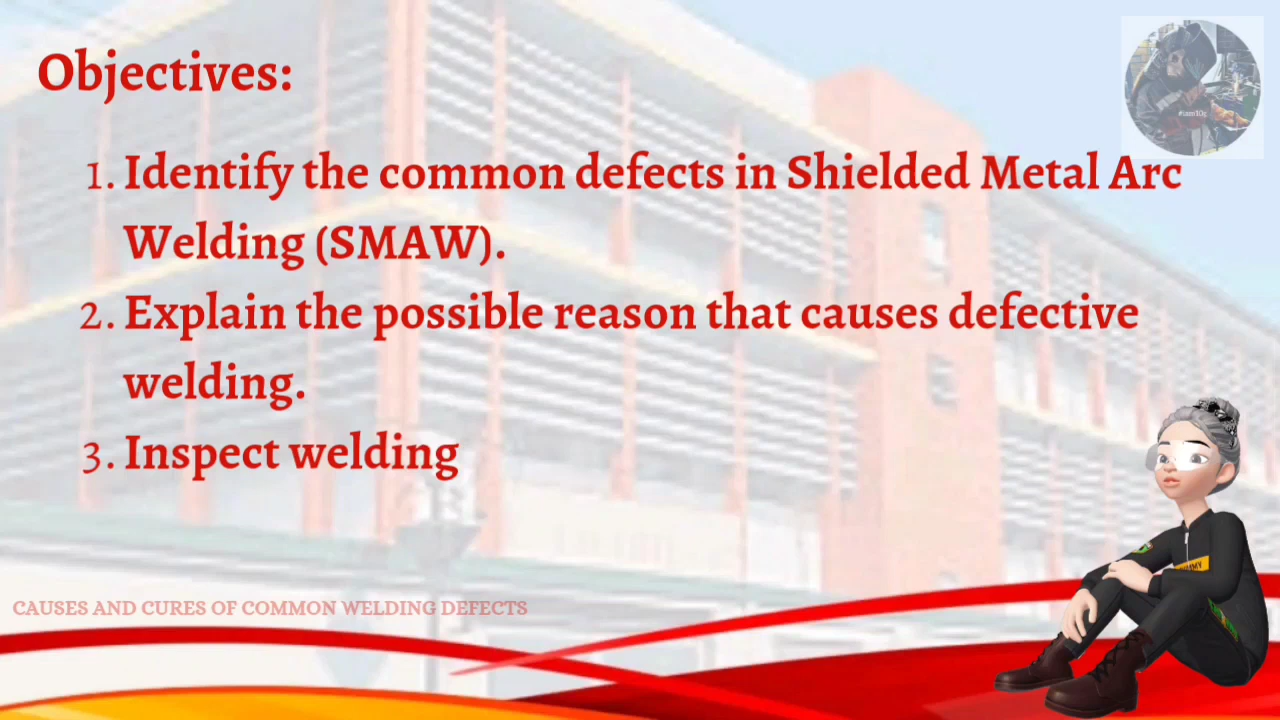 Objectives:
1. Identify the common defects in Shielded Metal Arc
Welding (SMAW).
2. Explain the possible reason that causes defective
welding.
3. Inspect welding
CAUSES AND CURES OF COMMON WELDING DEFECTS